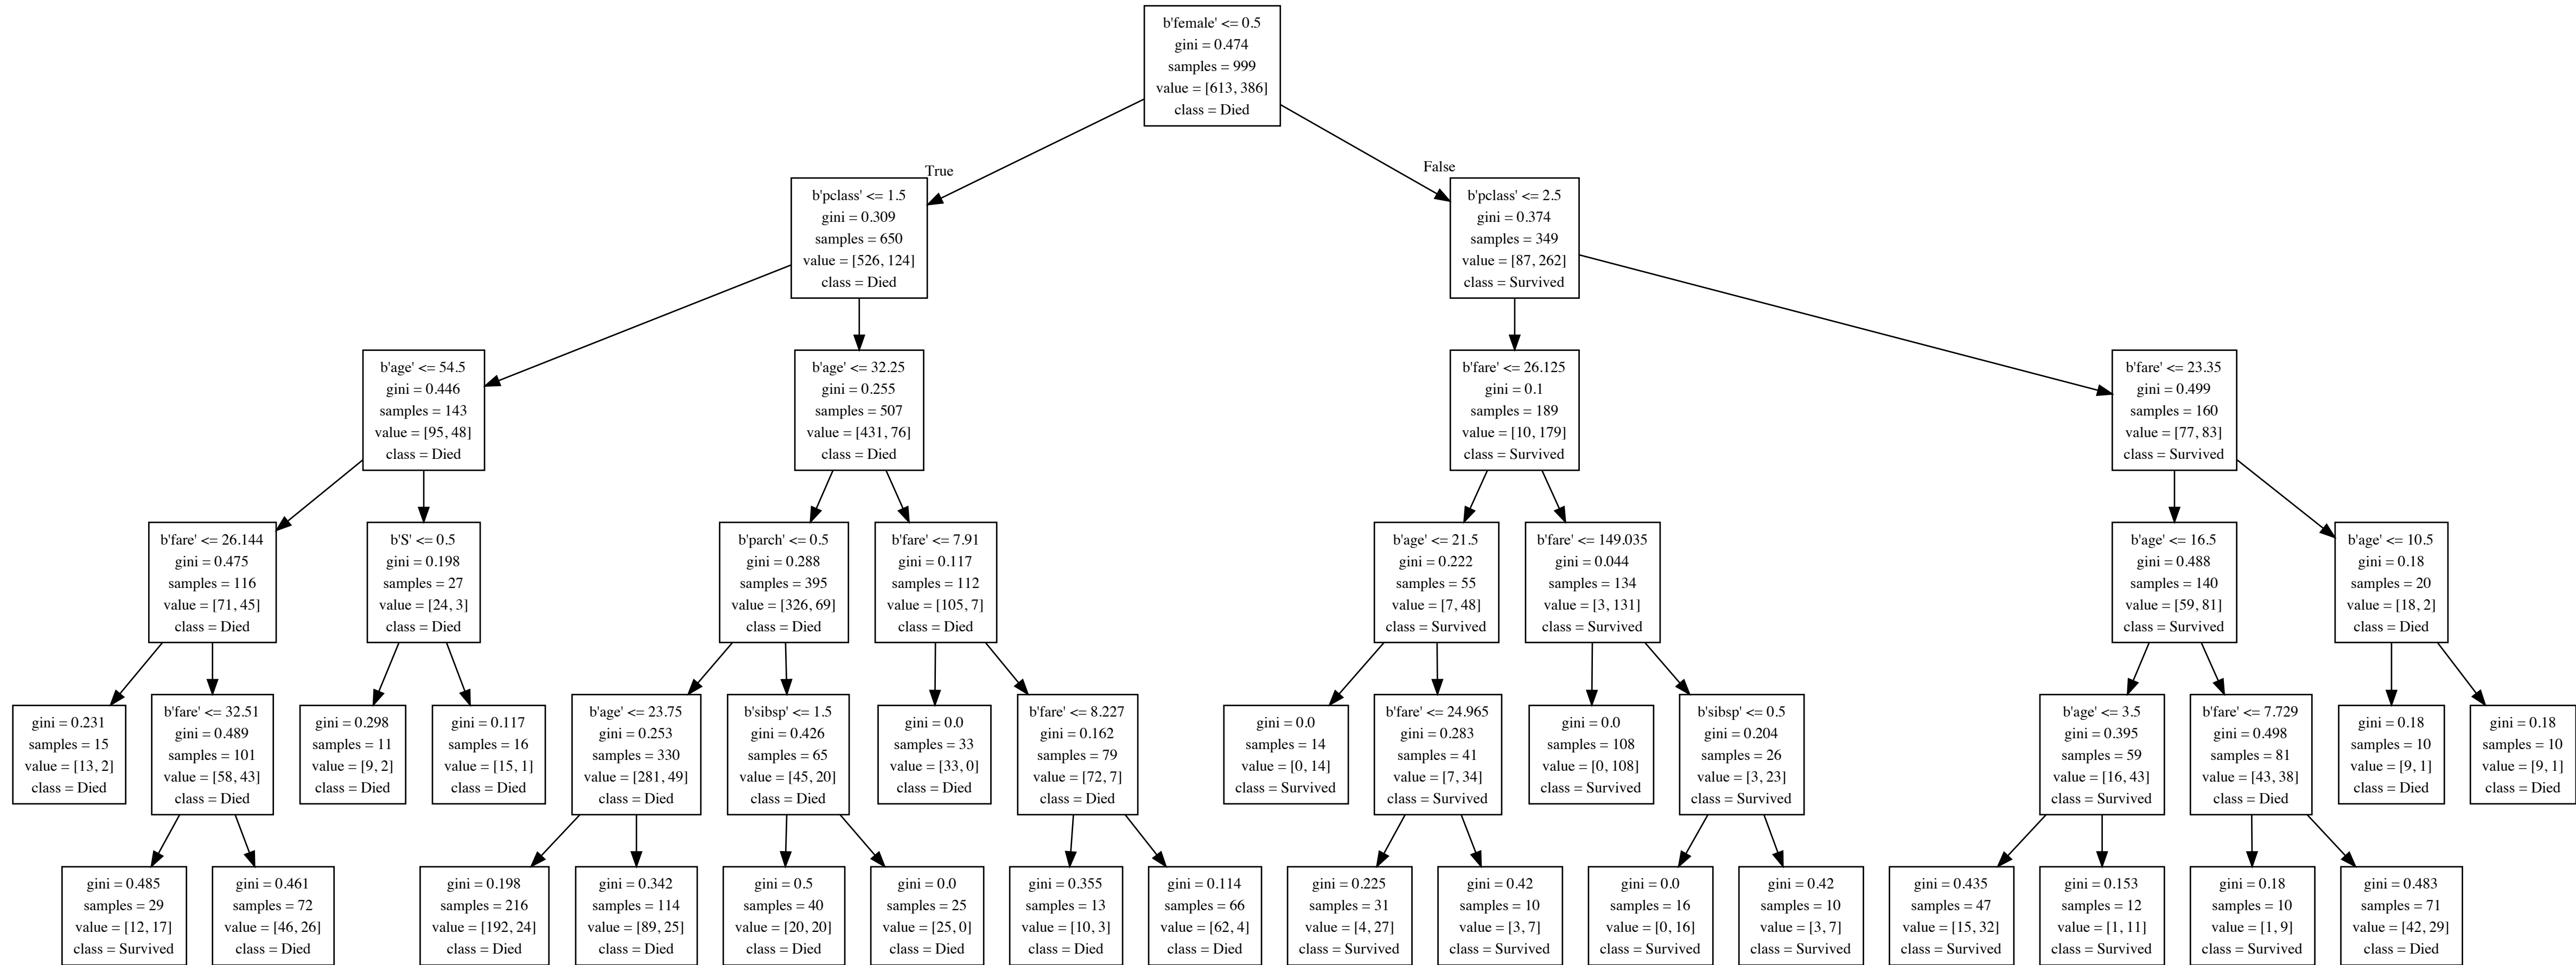 b'female' <= 0.5
gini = 0.474
samples = 999
value = [613, 386]
class = Died
True
False
b'pclass' <= 1.5
gini = 0.309
samples = 650
value = [526, 124]
class = Died
b'pclass' <= 2.5
gini = 0.374
samples = 349
value = [87, 262]
class = Survived
b'age' <= 54.5
gini = 0.446
samples = 143
value = [95, 48]
class = Died
b'age' <= 32.25
gini = 0.255
samples = 507
value = [431, 76]
class = Died
b'fare' <= 26.125
gini = 0.1
samples = 189
value = [10, 179]
class = Survived
b'fare' <= 23.35
gini = 0.499
samples = 160
value = [77, 83]
class = Survived
b'fare' <= 26.144
gini = 0.475
samples = 116
value = [71, 45]
class = Died
b'S' <= 0.5
gini = 0.198
samples = 27
value = [24, 3]
class = Died
b'parch' <= 0.5
gini = 0.288
samples = 395
value = [326, 69]
class = Died
b'fare' <= 7.91
gini = 0.117
samples = 112
value = [105, 7]
class = Died
b'age' <= 21.5
gini = 0.222
samples = 55
value = [7, 48]
class = Survived
b'fare' <= 149.035
gini = 0.044
samples = 134
value = [3, 131]
class = Survived
b'age' <= 16.5
gini = 0.488
samples = 140
value = [59, 81]
class = Survived
b'age' <= 10.5
gini = 0.18
samples = 20
value = [18, 2]
class = Died
gini = 0.231
samples = 15
value = [13, 2]
class = Died
b'fare' <= 32.51
gini = 0.489
samples = 101
value = [58, 43]
class = Died
gini = 0.298
samples = 11
value = [9, 2]
class = Died
gini = 0.117
samples = 16
value = [15, 1]
class = Died
b'age' <= 23.75
gini = 0.253
samples = 330
value = [281, 49]
class = Died
b'sibsp' <= 1.5
gini = 0.426
samples = 65
value = [45, 20]
class = Died
gini = 0.0
samples = 33
value = [33, 0]
class = Died
b'fare' <= 8.227
gini = 0.162
samples = 79
value = [72, 7]
class = Died
gini = 0.0
samples = 14
value = [0, 14]
class = Survived
b'fare' <= 24.965
gini = 0.283
samples = 41
value = [7, 34]
class = Survived
gini = 0.0
samples = 108
value = [0, 108]
class = Survived
b'sibsp' <= 0.5
gini = 0.204
samples = 26
value = [3, 23]
class = Survived
b'age' <= 3.5
gini = 0.395
samples = 59
value = [16, 43]
class = Survived
b'fare' <= 7.729
gini = 0.498
samples = 81
value = [43, 38]
class = Died
gini = 0.18
samples = 10
value = [9, 1]
class = Died
gini = 0.18
samples = 10
value = [9, 1]
class = Died
gini = 0.485
samples = 29
value = [12, 17]
class = Survived
gini = 0.461
samples = 72
value = [46, 26]
class = Died
gini = 0.198
samples = 216
value = [192, 24]
class = Died
gini = 0.342
samples = 114
value = [89, 25]
class = Died
gini = 0.5
samples = 40
value = [20, 20]
class = Died
gini = 0.0
samples = 25
value = [25, 0]
class = Died
gini = 0.355
samples = 13
value = [10, 3]
class = Died
gini = 0.114
samples = 66
value = [62, 4]
class = Died
gini = 0.225
samples = 31
value = [4, 27]
class = Survived
gini = 0.42
samples = 10
value = [3, 7]
class = Survived
gini = 0.0
samples = 16
value = [0, 16]
class = Survived
gini = 0.42
samples = 10
value = [3, 7]
class = Survived
gini = 0.435
samples = 47
value = [15, 32]
class = Survived
gini = 0.153
samples = 12
value = [1, 11]
class = Survived
gini = 0.18
samples = 10
value = [1, 9]
class = Survived
gini = 0.483
samples = 71
value = [42, 29]
class = Died